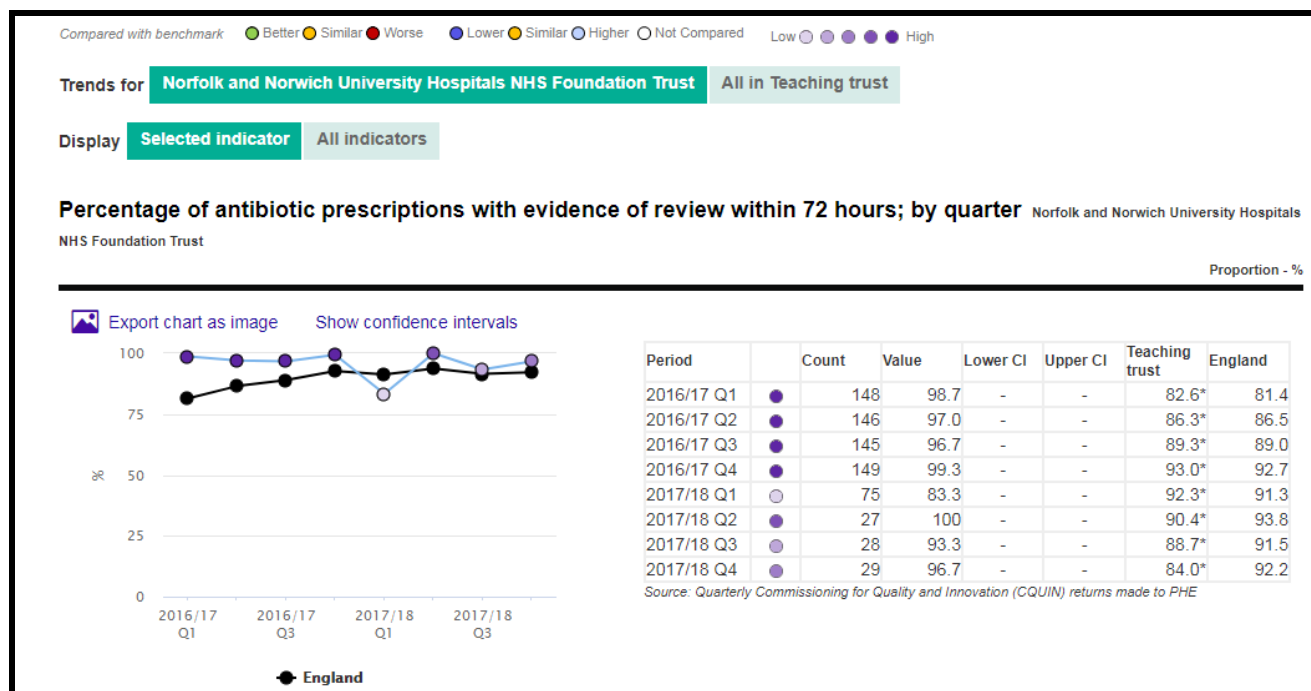 Compared with benchmark Better Similar Worse Lower Similar Higher Not Compared Low High
Trends for Norfolk and Norwich University Hospitals NHS Foundation Trust All in Teaching trust
Display Selected indicator All indicators
Percentage of antibiotic prescriptions with evidence of review within 72 hours; by quarter Norfolk and Norwich University Hospitals
NHS Foundation Trust
Proportion - %
Export chart as image Show confidence intervals
100
75
50
25
0
%
2016/17 Q1
2016/17 Q3
2017/18 Q1
2017/18 Q3
England
Period Count Value Lower CI Upper CI Teaching trust England
2016/17 Q1 148 98.7 - - 82.6* 81.4
2016/17 Q2 146 97.0 - - 86.3* 86.5
2016/17 Q3 145 96.7 - - 89.3* 89.0
2016/17 Q4 149 99.3 - - 93.0* 92.7
2017/18 Q1 75 83.3 - - 92.3* 91.3
2017/18 Q2 27 100 - - 90.4* 93.8
2017/18 Q3 28 93.3 - - 88.7* 91.5
2017/18 Q4 29 96.7 - - 84.0* 92.2
Source: Quarterly Commissioning for Quality and Innovation (CQUIN) returns made to PHE